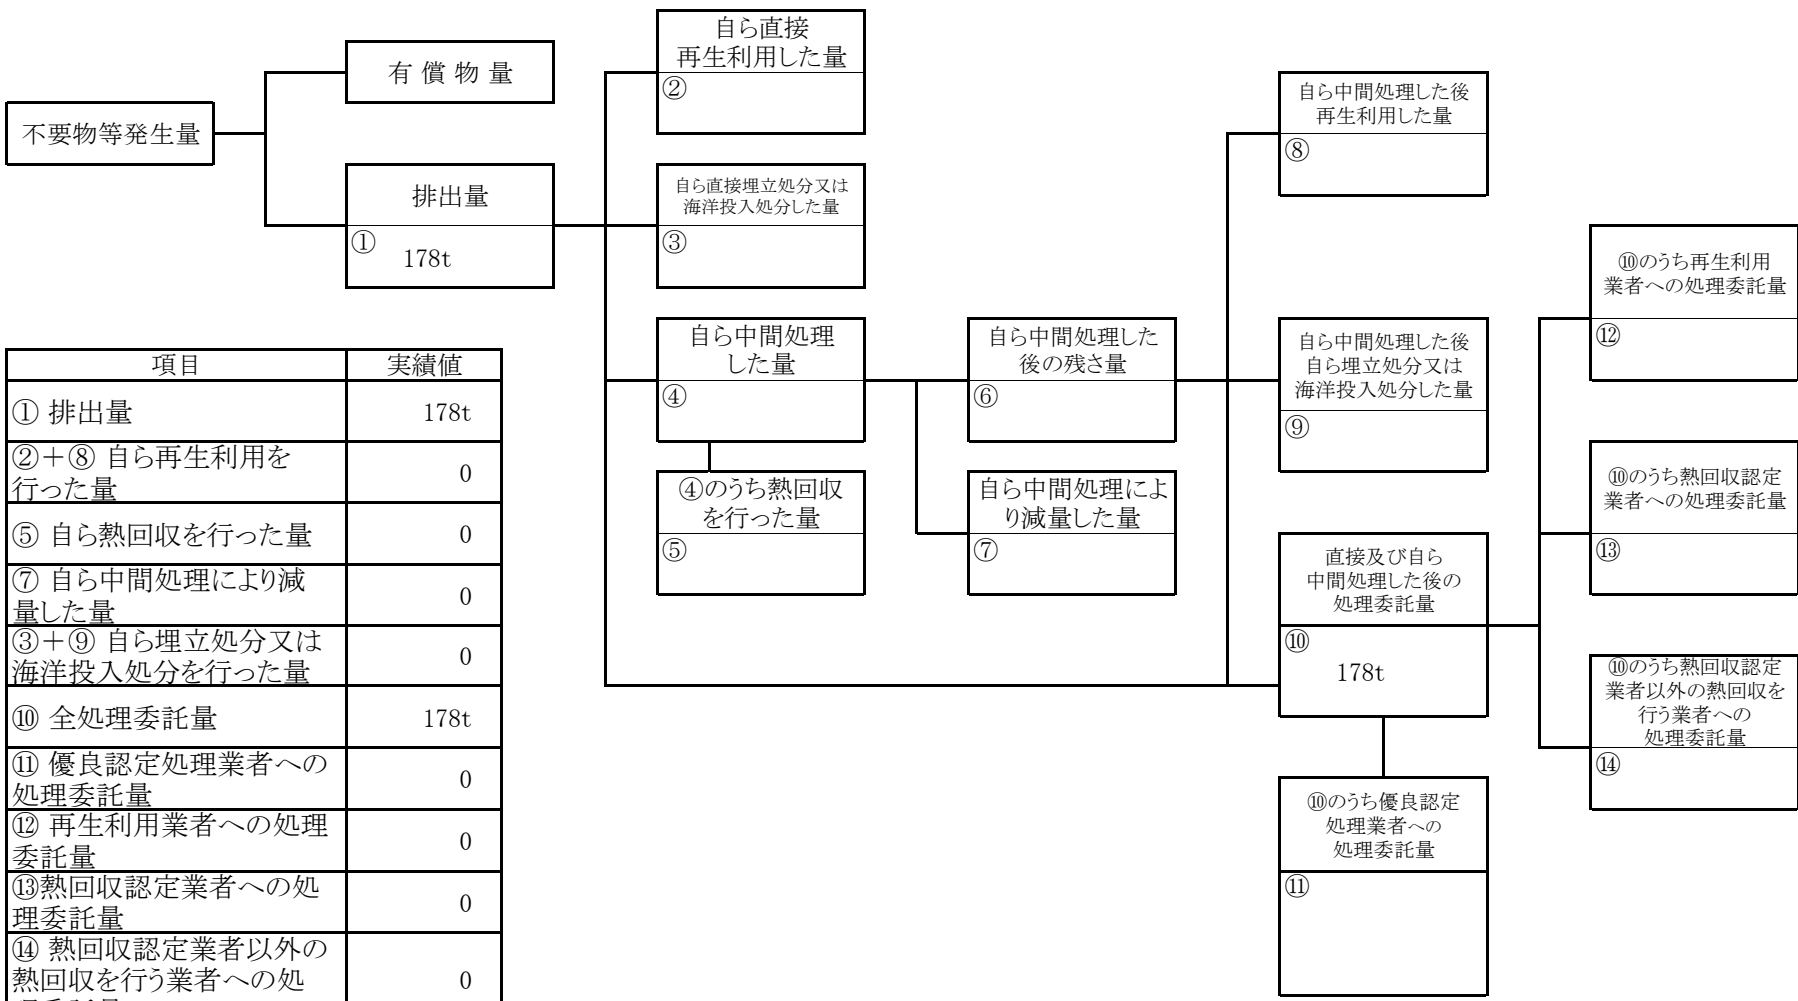 不要物等発生量
有 償 物 量
排出量
①
178t
自ら直接
再生利用した量
②
自ら直接埋立処分又は
海洋投入処分した量
③
自ら中間処理
した量
④
④のうち熱回収
を行った量
⑤
自ら中間処理した
後の残さ量
⑥
自ら中間処理によ
り減量した量
⑦
自ら中間処理した後
再生利用した量
⑧
自ら中間処理した後
自ら埋立処分又は
海洋投入処分した量
⑨
直接及び自ら
中間処理した後の
処理委託量
⑩
178t
⑩のうち優良認定
処理業者への
処理委託量
⑪
⑩のうち再生利用
業者への処理委託量
⑫
⑩のうち熱回収認定
業者への処理委託量
⑬
⑩のうち熱回収認定
業者以外の熱回収を
行う業者への
処理委託量
⑭
項目 実績値
① 排出量 178t
②＋⑧ 自ら再生利用を
行った量 0
⑤ 自ら熱回収を行った量 0
⑦ 自ら中間処理により減
量した量 0
③＋⑨ 自ら埋立処分又は
海洋投入処分を行った量 0
⑩ 全処理委託量 178t
⑪ 優良認定処理業者への
処理委託量 0
⑫ 再生利用業者への処理
委託量 0
⑬熱回収認定業者への処
理委託量 0
⑭ 熱回収認定業者以外の
熱回収を行う業者への処 0